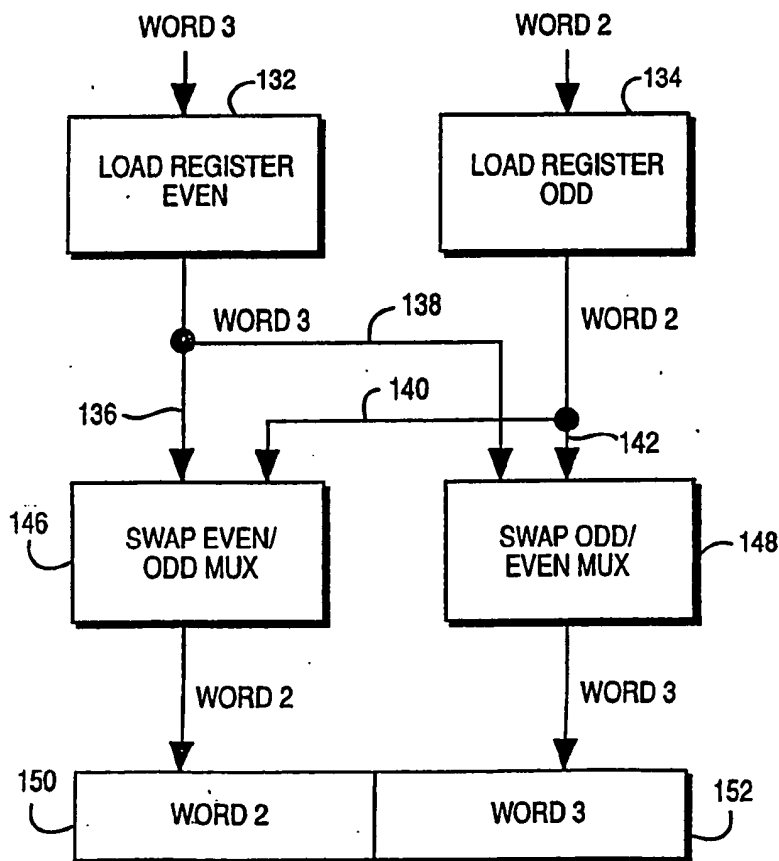 WORD 3
WORD 2
132
134
LOAD REGISTER
EVEN
LOAD REGISTER
ODD
WORD 3
138
WORD 2
136
140
142
146
SWAP EVEN/
ODD MUX
SWAP ODD/
EVEN MUX
148
WORD 2
WORD 3
150
WORD 2
WORD 3
152